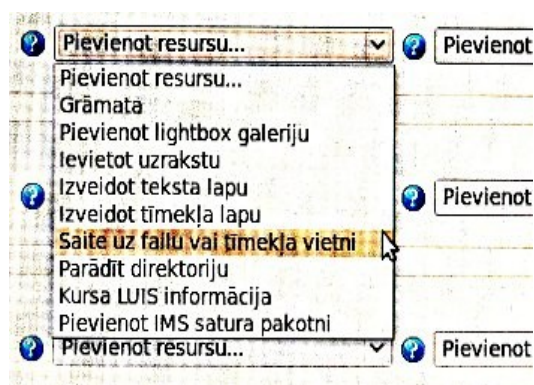 Pievienot resursu...
Pievienot
Pievienot resursu...
Grāmata
Pievienot lightbox galeriju
Ievietot uzrakstu
Izveidot teksta lapu
Pievienot
Izveidot tīmekļa lapu
Saite uz failu vai tīmekļa vietni
Parādīt direktoriju
Kursa LUIS informācija
Pievienot IMS satura pakotni
Pievienot resursu...
Pievienot